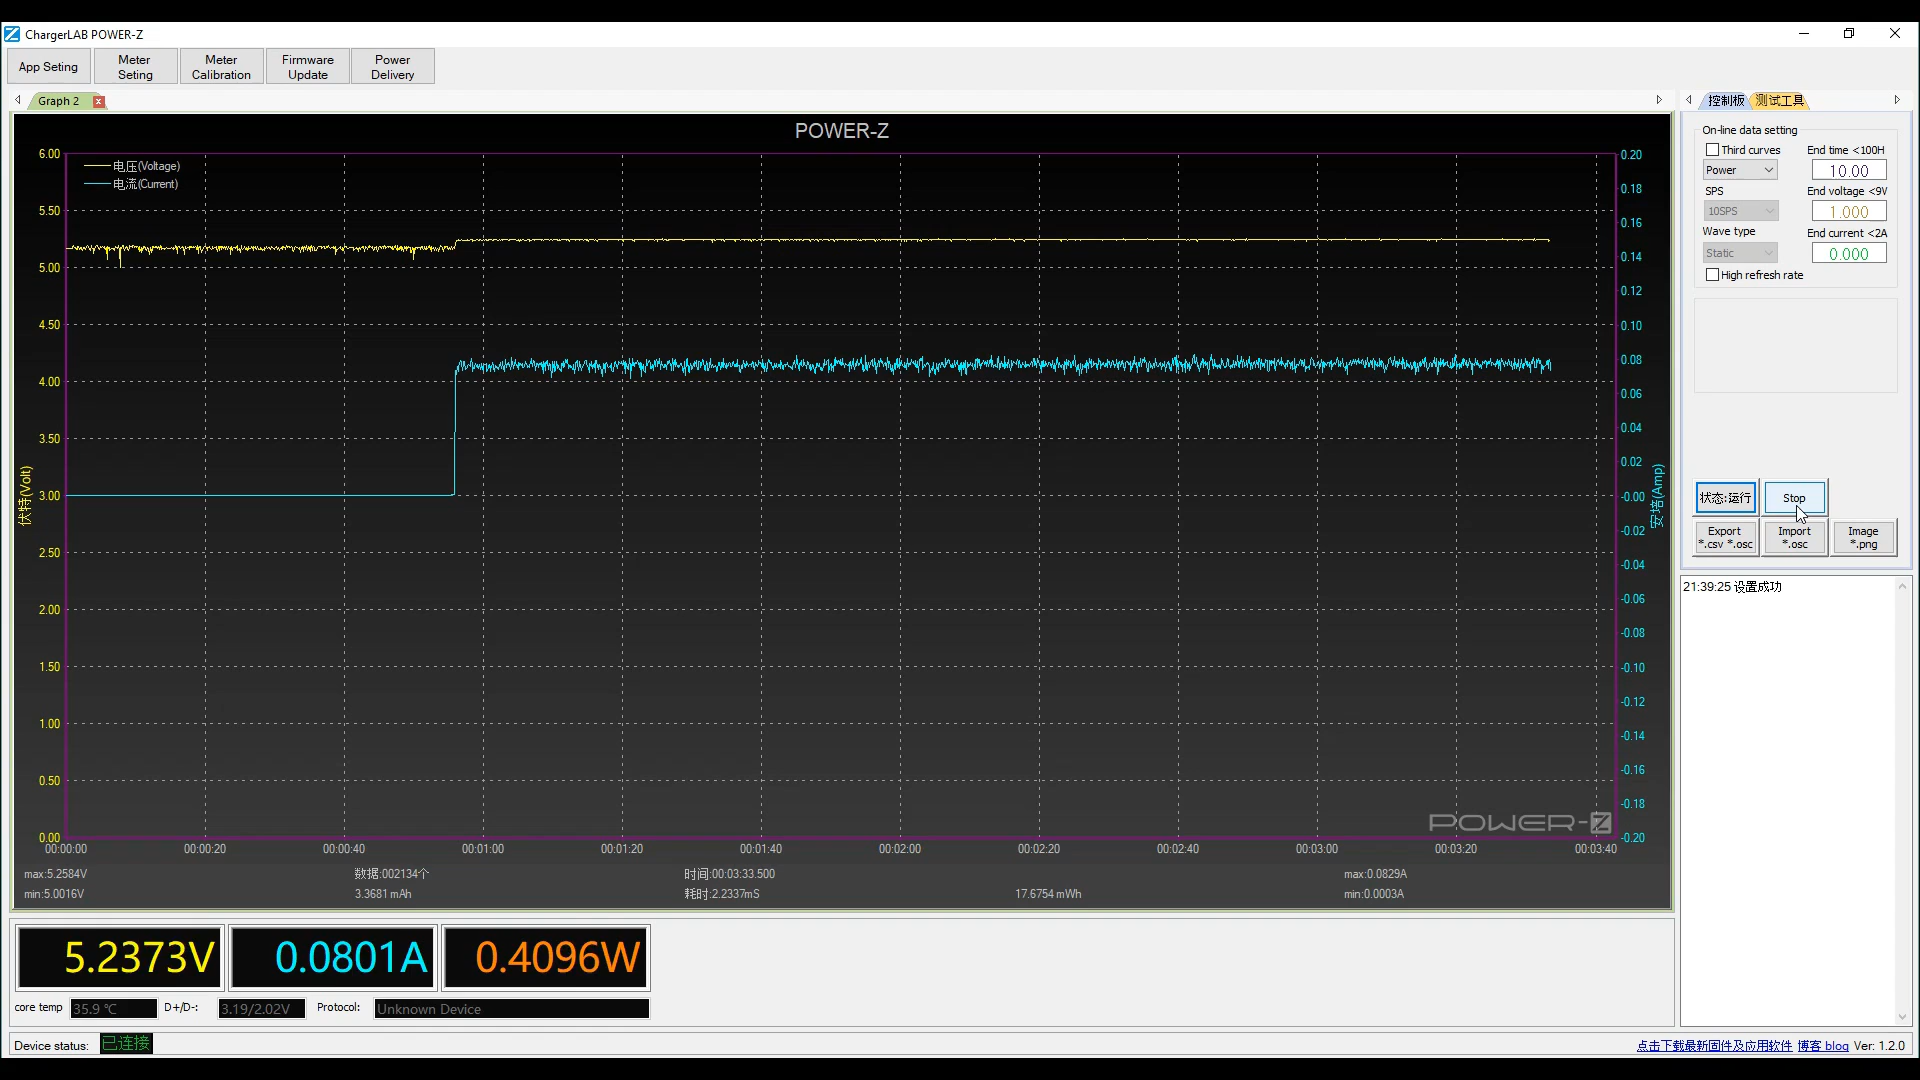 ChargerLAB POWER-Z
App Seting
Meter
Seting
Meter
Calibration
Firmware
Update
Power
Delivery
Graph 2
控制板
测试工具
POWER-Z
电压(Voltage)
电流(Current)
6.00
5.50
5.00
4.50
4.00
3.50
3.00
2.50
2.00
1.50
1.00
0.50
0.00
伏特(Volt)
0.20
0.18
0.16
0.14
0.12
0.10
0.08
0.06
0.04
0.02
-0.00
-0.02
-0.04
-0.06
-0.08
-0.10
-0.12
-0.14
-0.16
-0.18
-0.20
安培(Amp)
POWER-Z
00:00:00
00:00:20
00:00:40
00:01:00
00:01:20
00:01:40
00:02:00
00:02:20
00:02:40
00:03:00
00:03:20
00:03:40
max:5.2584V
数据:002134个
时间:00:03:33.500
max:0.0829A
min:5.0016V
3.3681 mAh
耗时:2.2337mS
17.6754 mWh
min:0.0003A
On-line data setting
Third curves
End time <100H
Power
10.00
SPS
End voltage <9V
10SPS
1.000
Wave type
End current <2A
Static
0.000
High refresh rate
状态:运行
Stop
Export
*.csv *.osc
Import
*.osc
Image
*.png
21:39:25 设置成功
5.2373V
0.0801A
0.4096W
core temp
35.9 ℃
D+/D-:
3.19/2.02V
Protocol:
Unknown Device
Device status:
已连接
点击下载最新固件及应用软件
博客 blog
Ver: 1.2.0